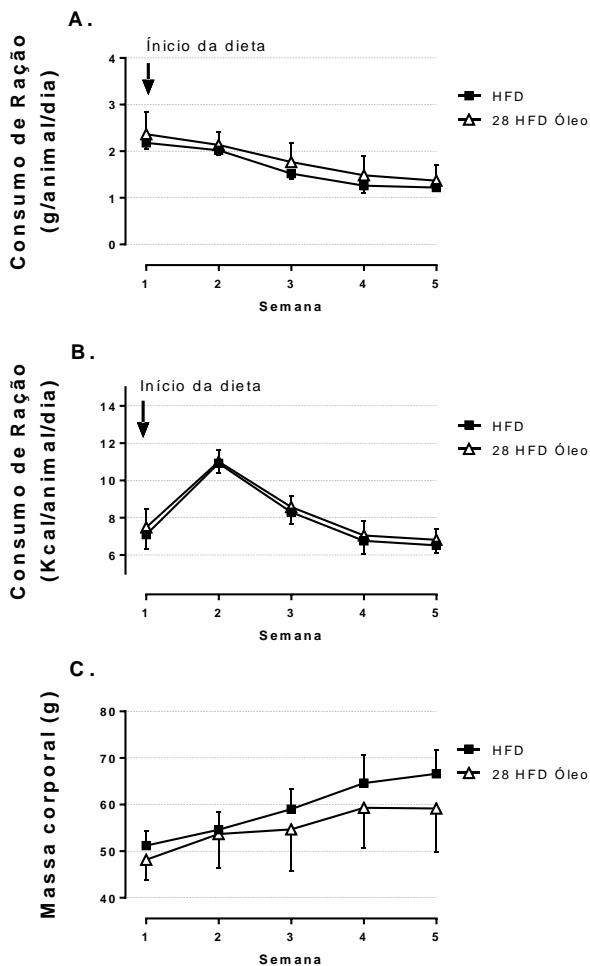 A.
Ínicio da dieta
Consumo de Ração
(g/animal/dia)
4
3
2
1
0
1 2 3 4 5
Semana
HFD
28 HFD Óleo
B.
Início da dieta
Consumo de Ração
(Kcal/animal/dia)
14
12
10
8
6
1 2 3 4 5
Semana
HFD
28 HFD Óleo
C.
Massa corporal (g)
80
70
60
50
40
1 2 3 4 5
Semana
HFD
28 HFD Óleo